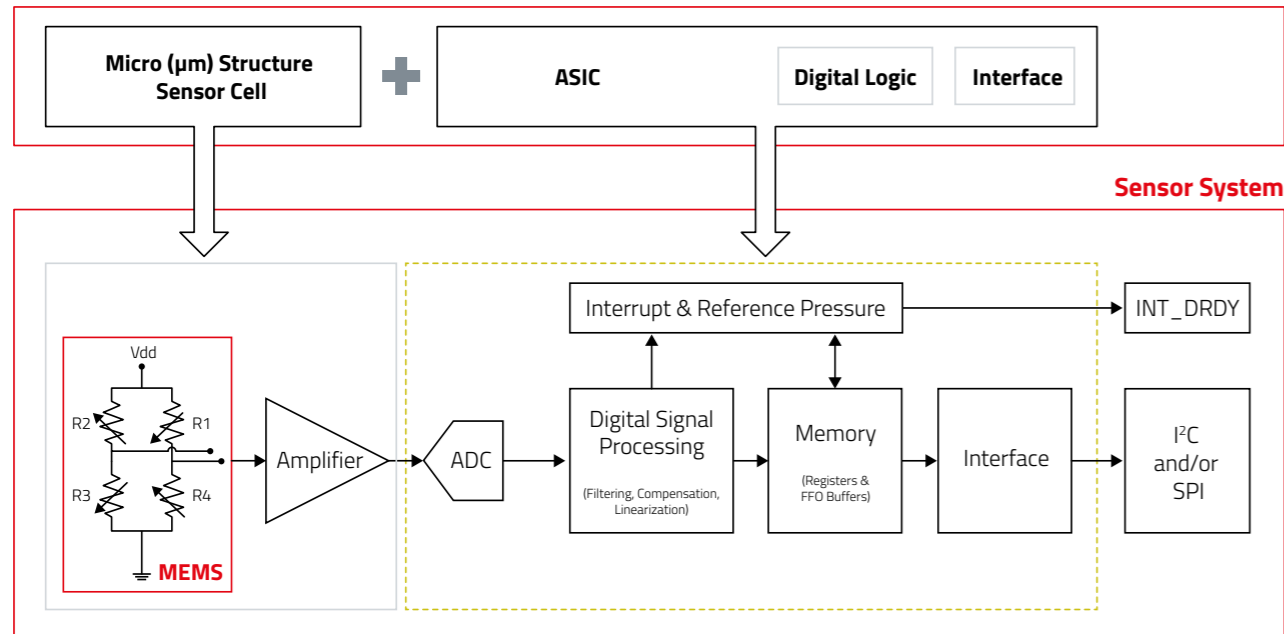 Micro (µm) Structure
Sensor Cell
ASIC
Digital Logic
Interface
Sensor System
Interrupt & Reference Pressure
INT_DRDY
Vdd
R2
R1
R3
R4
MEMS
Amplifier
ADC
Digital Signal
Processing
(Filtering, Compensation,
Linearization)
Memory
(Registers &
FFO Buffers)
Interface
I²C
and/or
SPI